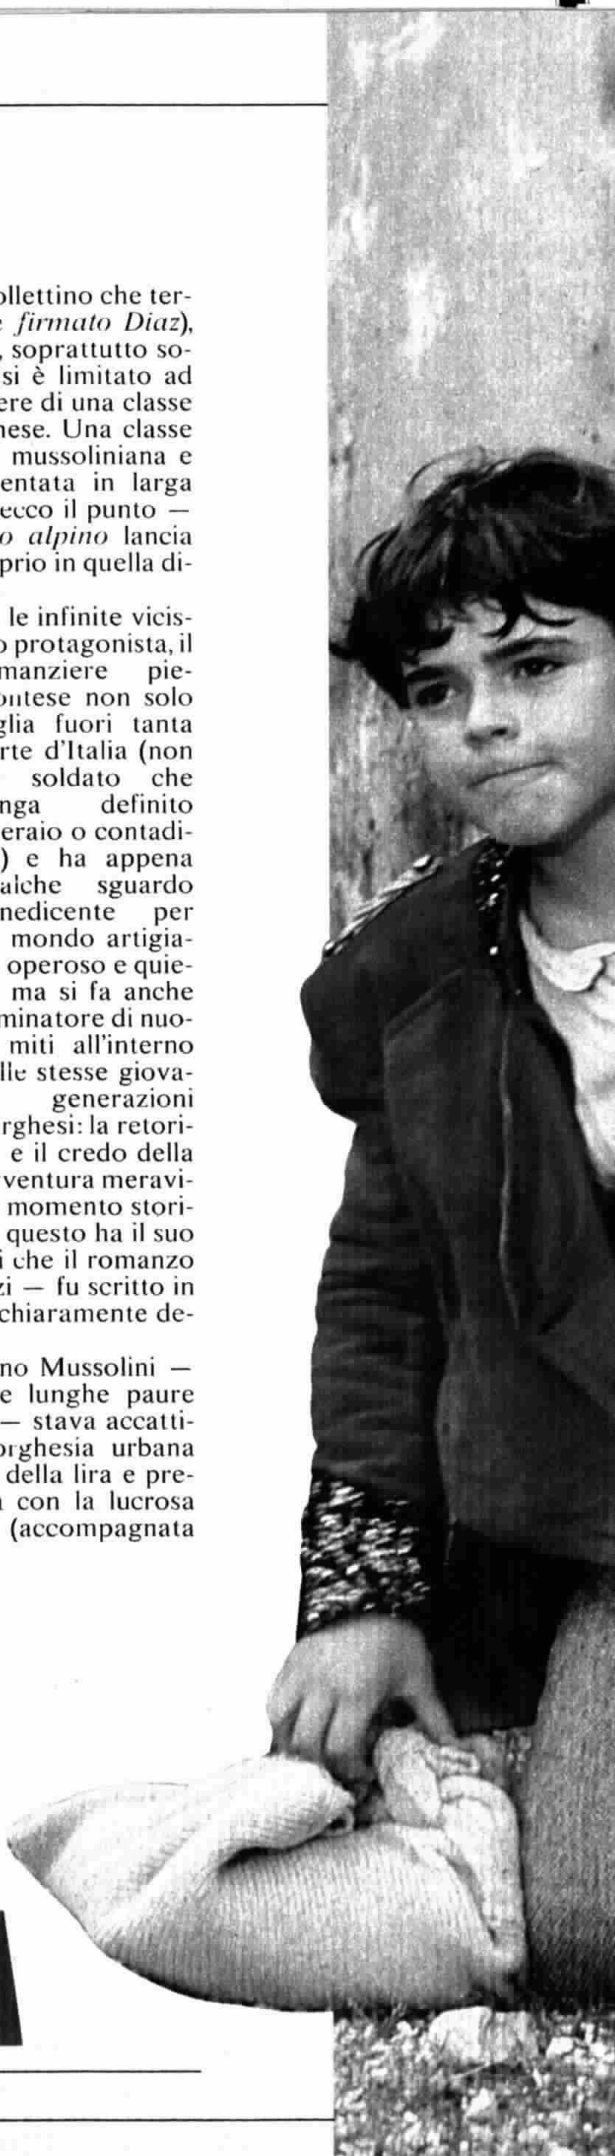 ollettino che ter-
firmato Diaz),
, soprattutto so-
si è limitato ad
ere di una classe
nese. Una classe
mussoliniana e
entata in larga
ecco il punto —
o alpino lancia
prio in quella di-
le infinite vicis-
o protagonista, il
manziere pie-
ontese non solo
glia fuori tanta
rte d'Italia (non
soldato che
nga definito
eraio o contadi-
) e ha appena
alche sguardo
nedicente per
mondo artigia-
operoso e quie-
ma si fa anche
minatore di nuo-
miti all'interno
lle stesse giova-
generazioni
rghesi: la retori-
e il credo della
ventura meravi-
momento stori-
questo ha il suo
i che il romanzo
zi — fu scritto in
chiaramente de-
no Mussolini —
e lunghe paure
— stava accatti-
orghesia urbana
della lira e pre-
con la lucrosa
(accompagnata